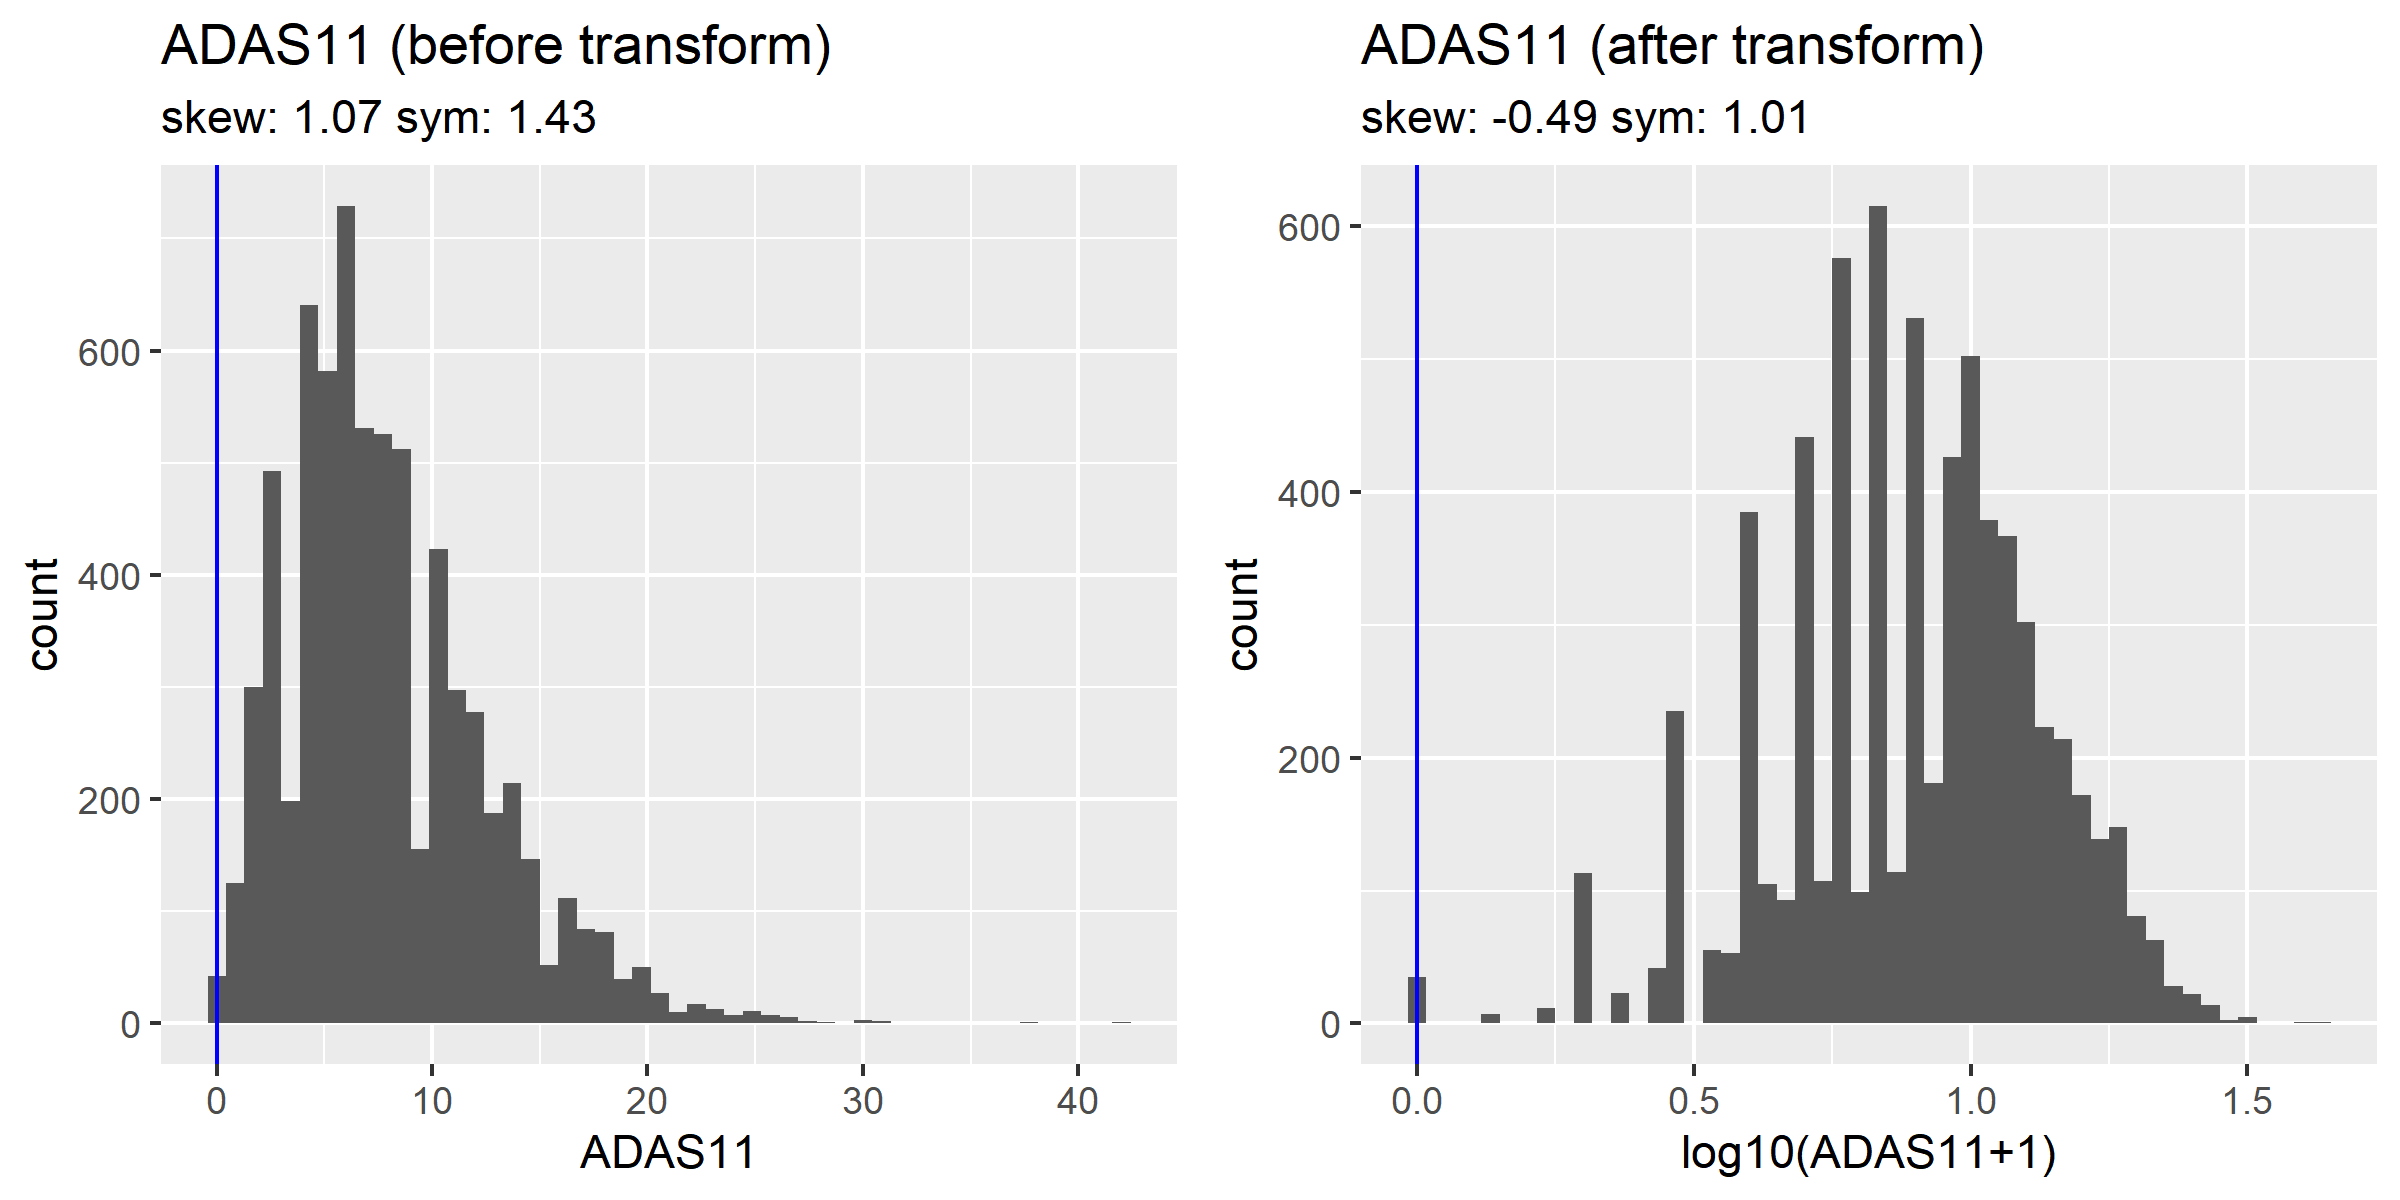 ADAS11 (before transform)
skew: 1.07 sym: 1.43
600
400
200
0
count
0 10 20 30 40
ADAS11
ADAS11 (after transform)
skew: -0.49 sym: 1.01
600
400
200
0
count
0.0 0.5 1.0 1.5
log10(ADAS11+1)